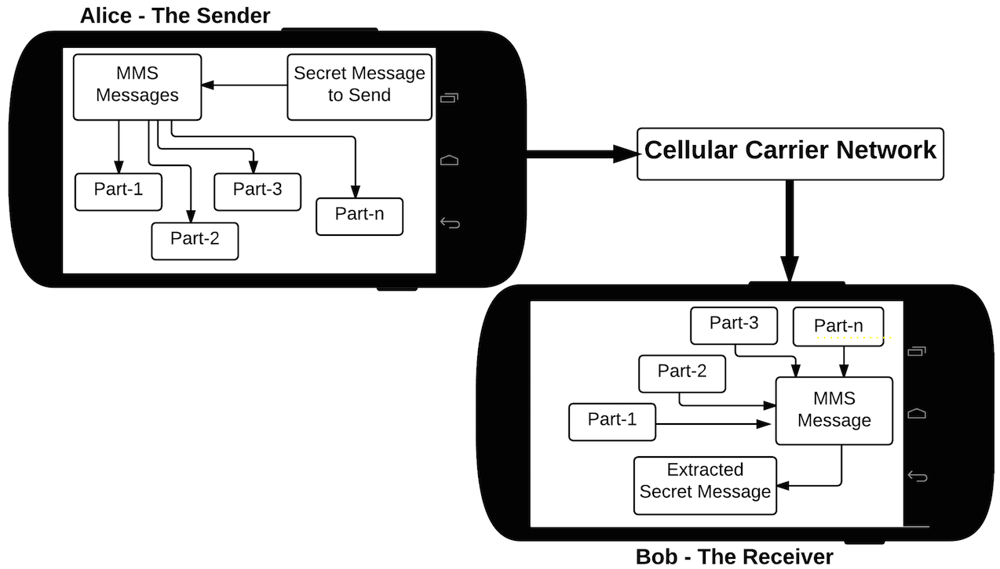 Alice - The Sender
MMS
Messages
Secret Message
to Send
Part-1
Part-2
Part-3
Part-n
Cellular Carrier Network
Part-3
Part-n
Part-2
Part-1
MMS
Message
Extracted
Secret Message
Bob - The Receiver